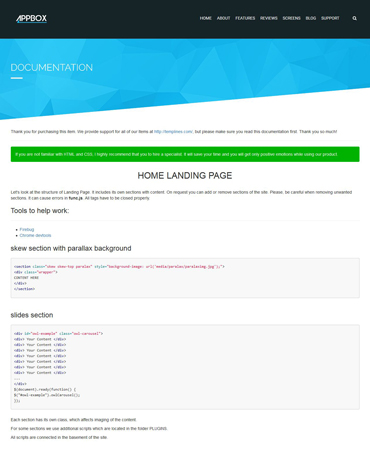 APPBOX
HOME ABOUT FEATURES REVIEWS SCREENS BLOG SUPPORT
DOCUMENTATION
Thank you for purchasing this item. We provide support for all of our items at http://templines.com/, but please make sure you read this documentation first. Thank you so much!
If you are not familiar with HTML and CSS, I highly recommend that you to hire a specialist. It will save your time and you will get only positive emotions while using our product.
HOME LANDING PAGE
Let's look at the structure of Landing Page. It includes its own sections with content. On request you can add or remove sections of the site. Please, be careful when removing unwanted
sections. It can cause errors in func.js. All tags have to be closed properly.
Tools to help work:
Firebug
Chrome devtools
skew section with parallax background
<section class="skew skew-top paralax" style="background-image: url('media/paralax/paralaximg.jpg');">
<div class="wrapper">
CONTENT HERE
</div>
</section>
slides section
<div id="owl-example" class="owl-carousel">
<div> Your Content </div>
<div> Your Content </div>
<div> Your Content </div>
<div> Your Content </div>
<div> Your Content </div>
<div> Your Content </div>
<div> Your Content </div>
...
</div>
$(document).ready(function() {
$("#owl-example").owlCarousel();
});
Each section has its own class, which affects imaging of the content.
For some sections we use additional scripts which are located in the folder PLUGINS.
All scripts are connected in the basement of the site.